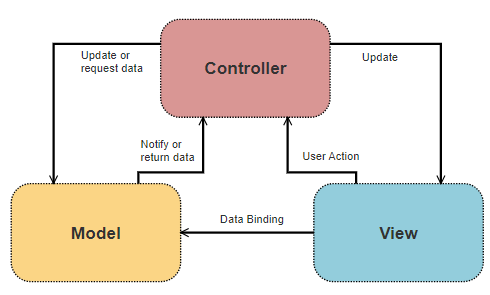 Update or
request data
Controller
Update
Notify or
return data
User Action
Model
Data Binding
View